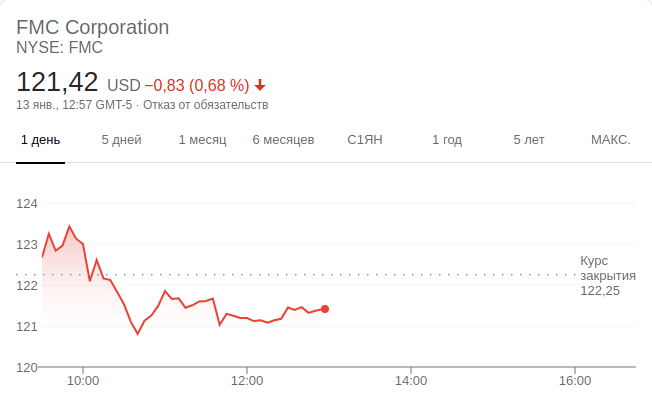 FMC Corporation
NYSE: FMC
121,42 USD −0,83 (0,68 %)
13 янв., 12:57 GMT-5 · Отказ от обязательств
1 день 5 дней 1 месяц 6 месяцев С1ЯН 1 год 5 лет МАКС.
124
123
Курс
закрытия
122,25
122
121
120
10:00 12:00 14:00 16:00